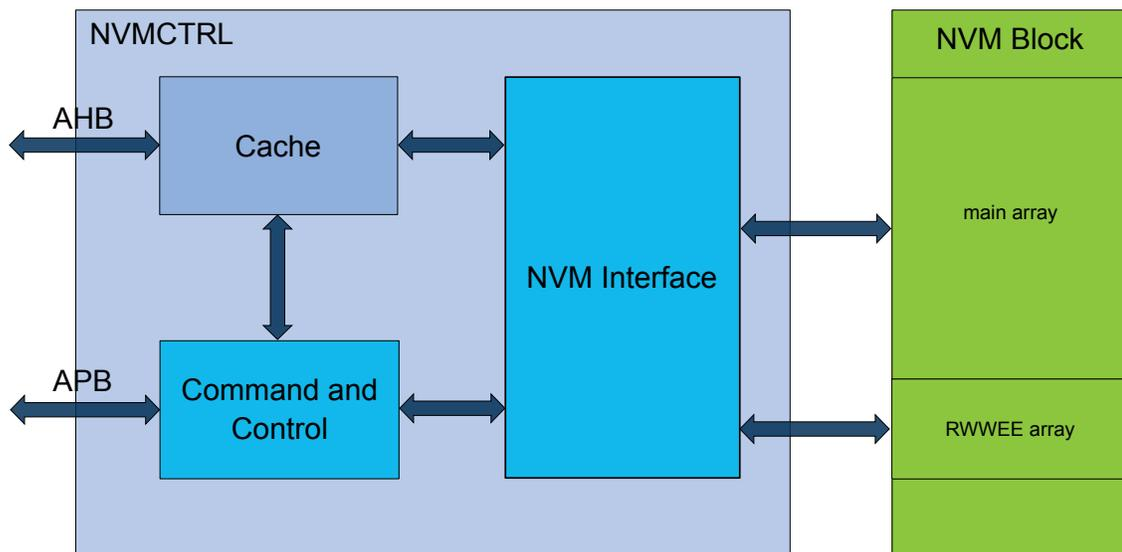 NVMCTRL
NVM Block
AHB
Cache
main array
NVM Interface
APB
Command and
Control
RWWEE array